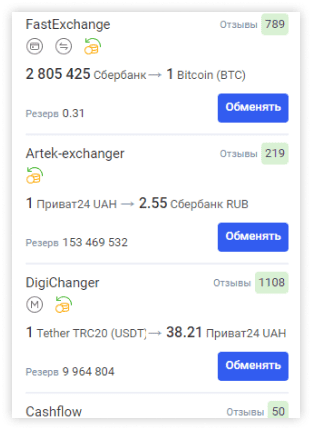 FastExchange Отзывы 789
2 805 425 Сбербанк → 1 Bitcoin (BTC)
Резерв 0.31 Обменять
Artek-exchanger Отзывы 219
1 Приват24 UAH → 2.55 Сбербанк RUB
Резерв 153 469 532 Обменять
DigiChanger Отзывы 1108
M
1 Tether TRC20 (USDT) → 38.21 Приват24 UAH
Резерв 9 964 804 Обменять
Cashflow Отзывы 50